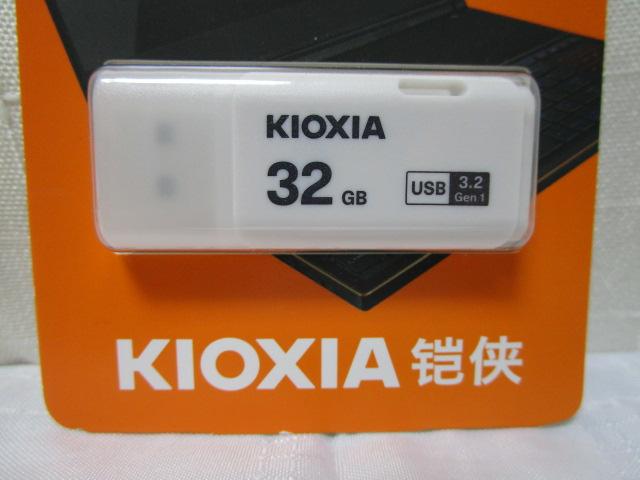 KIOXIA
32 GB
USB 3.2
Gen 1
KIOXIA 铠侠